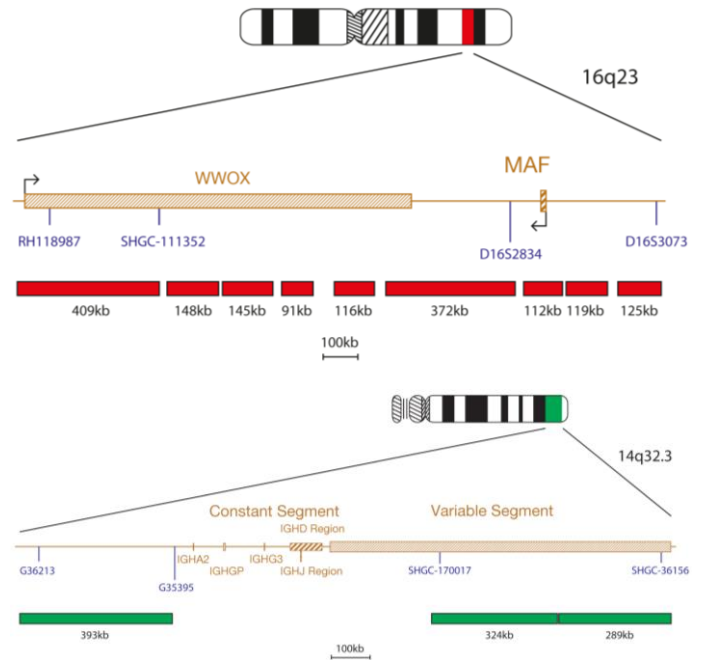 16q23
MAF
WWOX
RH118987
SHGC-111352
D16S2834
D16S3073
409kb
148kb
145kb
91kb
116kb
372kb
112kb
119kb
125kb
100kb
14q32.3
Constant Segment
Variable Segment
IGHD Region
G36213
G35395
IGHA2
IGHGP
IGHG3
IGHJ Region
SHGC-170017
SHGC-36156
393kb
324kb
289kb
100kb